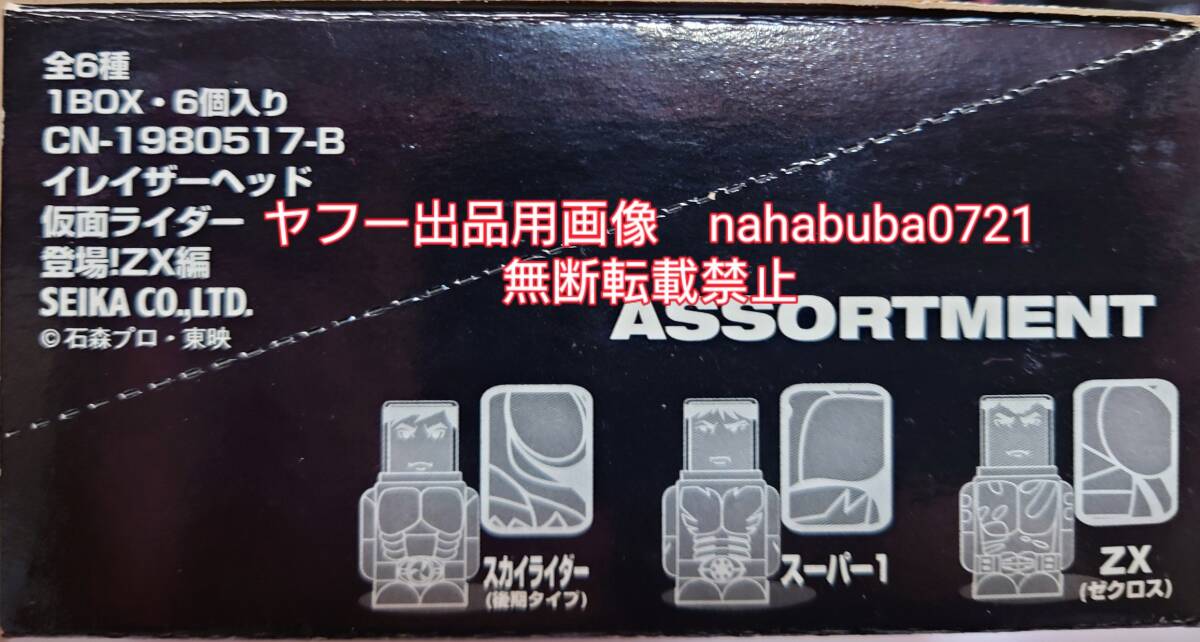 全6種
1BOX・6個入り
CN-1980517-B
イレイザーヘッド
仮面ライダー
登場!ZX編
SEIKA CO.,LTD.
©石森プロ・東映
ヤフー出品用画像 nahabuba0721
無断転載禁止
ASSORTMENT
スカイライダー
(後期タイプ)
スーパー1
ZX
(ゼクロス)